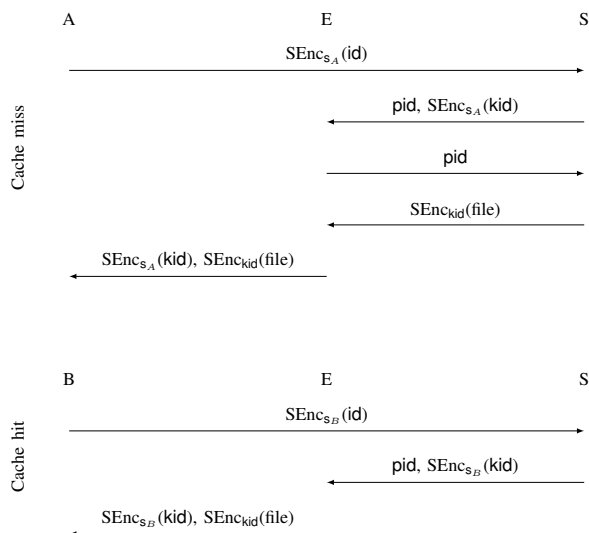 A E S
SEnc_{s_A}(id)
pid, SEnc_{s_A}(kid)
pid
SEnc_{kid}(file)
SEnc_{s_A}(kid), SEnc_{kid}(file)
Cache miss
B E S
SEnc_{s_B}(id)
pid, SEnc_{s_B}(kid)
SEnc_{s_B}(kid), SEnc_{kid}(file)
Cache hit